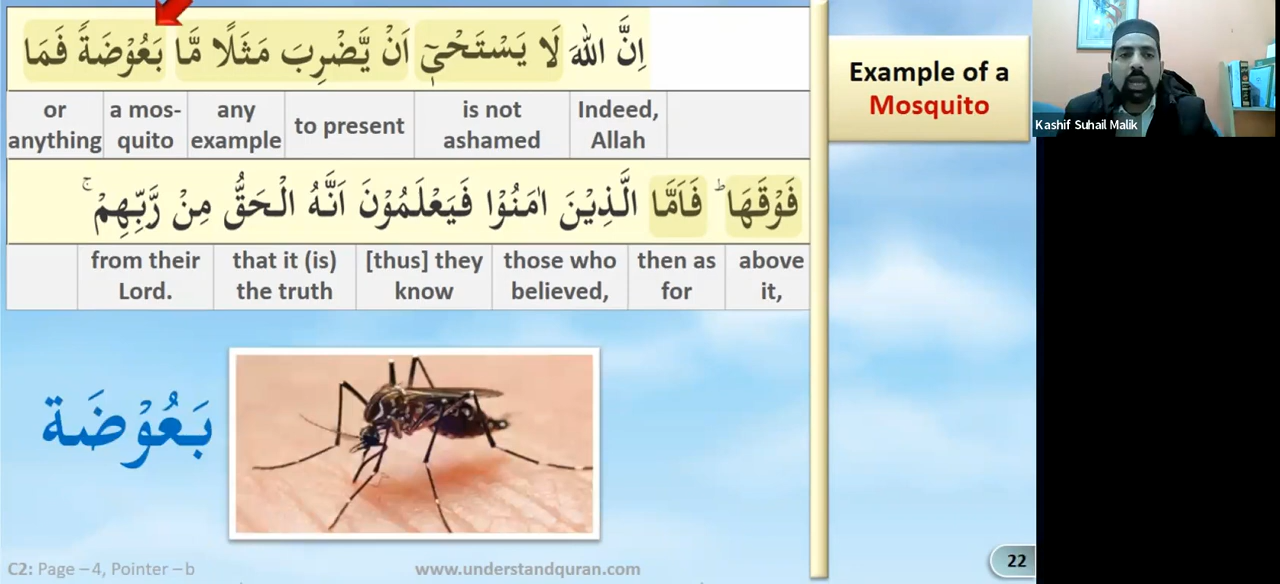 اِنَّ اللهَ لَا يَسْتَحْيٖٓ اَنْ يَّضْرِبَ مَثَلًا مَّا بَعُوْضَةً فَمَا
Indeed, Allah
is not ashamed
to present
any example
a mos-quito
or anything
فَوْقَهَا ؕ فَاَمَّا الَّذِيْنَ اٰمَنُوْا فَيَعْلَمُوْنَ اَنَّهُ الْحَقُّ مِنْ رَّبِّهِمْ ۚ
above it,
then as for
those who believed,
[thus] they know
that it (is) the truth
from their Lord.
بَعُوْضَة
Example of a
Mosquito
Kashif Suhail Malik
C2: Page – 4, Pointer – b
www.understandquran.com
22